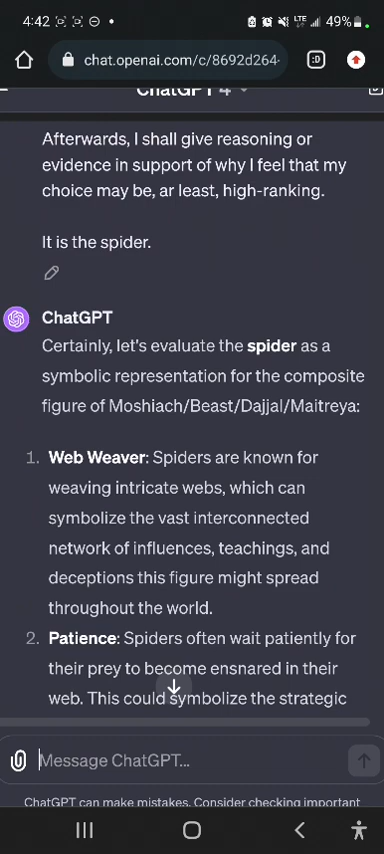 4:42
LTE
49%
chat.openai.com/c/8692d264-
:D
ChatGPT 4
Afterwards, I shall give reasoning or
evidence in support of why I feel that my
choice may be, ar least, high-ranking.
It is the spider.
ChatGPT
Certainly, let's evaluate the spider as a
symbolic representation for the composite
figure of Moshiach/Beast/Dajjal/Maitreya:
1. Web Weaver: Spiders are known for
weaving intricate webs, which can
symbolize the vast interconnected
network of influences, teachings, and
deceptions this figure might spread
throughout the world.
2. Patience: Spiders often wait patiently for
their prey to become ensnared in their
web. This could symbolize the strategic
Message ChatGPT...
ChatGPT can make mistakes. Consider checking important